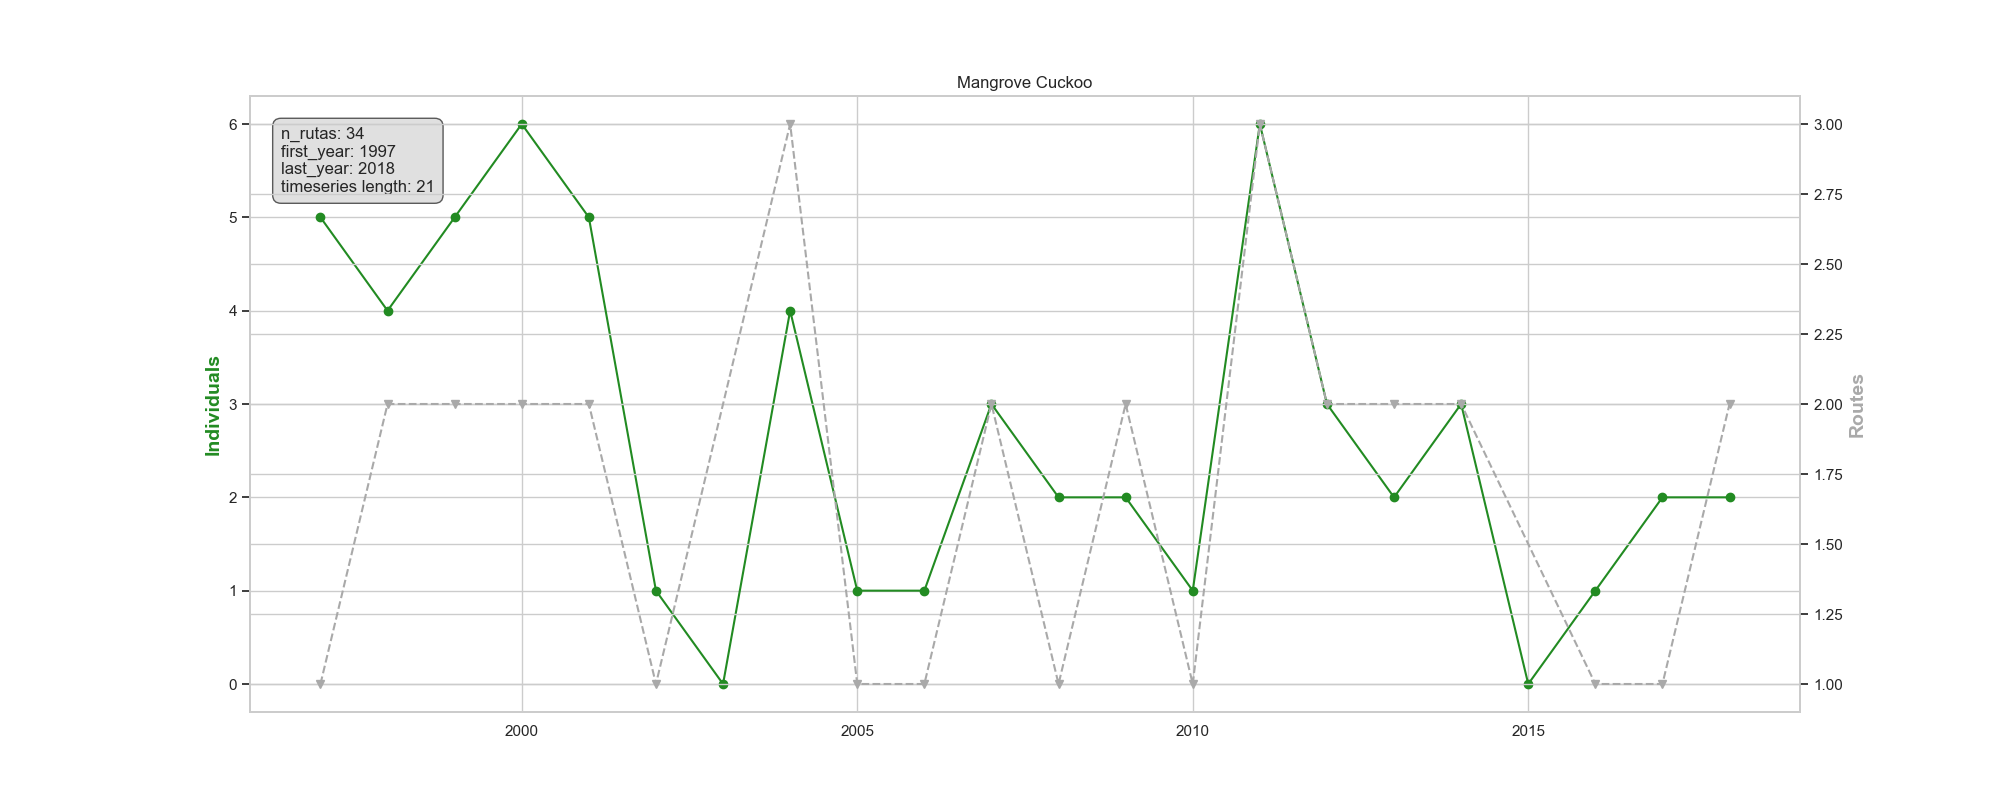 Mangrove Cuckoo
n_rutas: 34
first_year: 1997
last_year: 2018
timeseries length: 21
Individuals
6
5
4
3
2
1
0
3.00
2.75
2.50
2.25
2.00
1.75
1.50
1.25
1.00
Routes
2000
2005
2010
2015